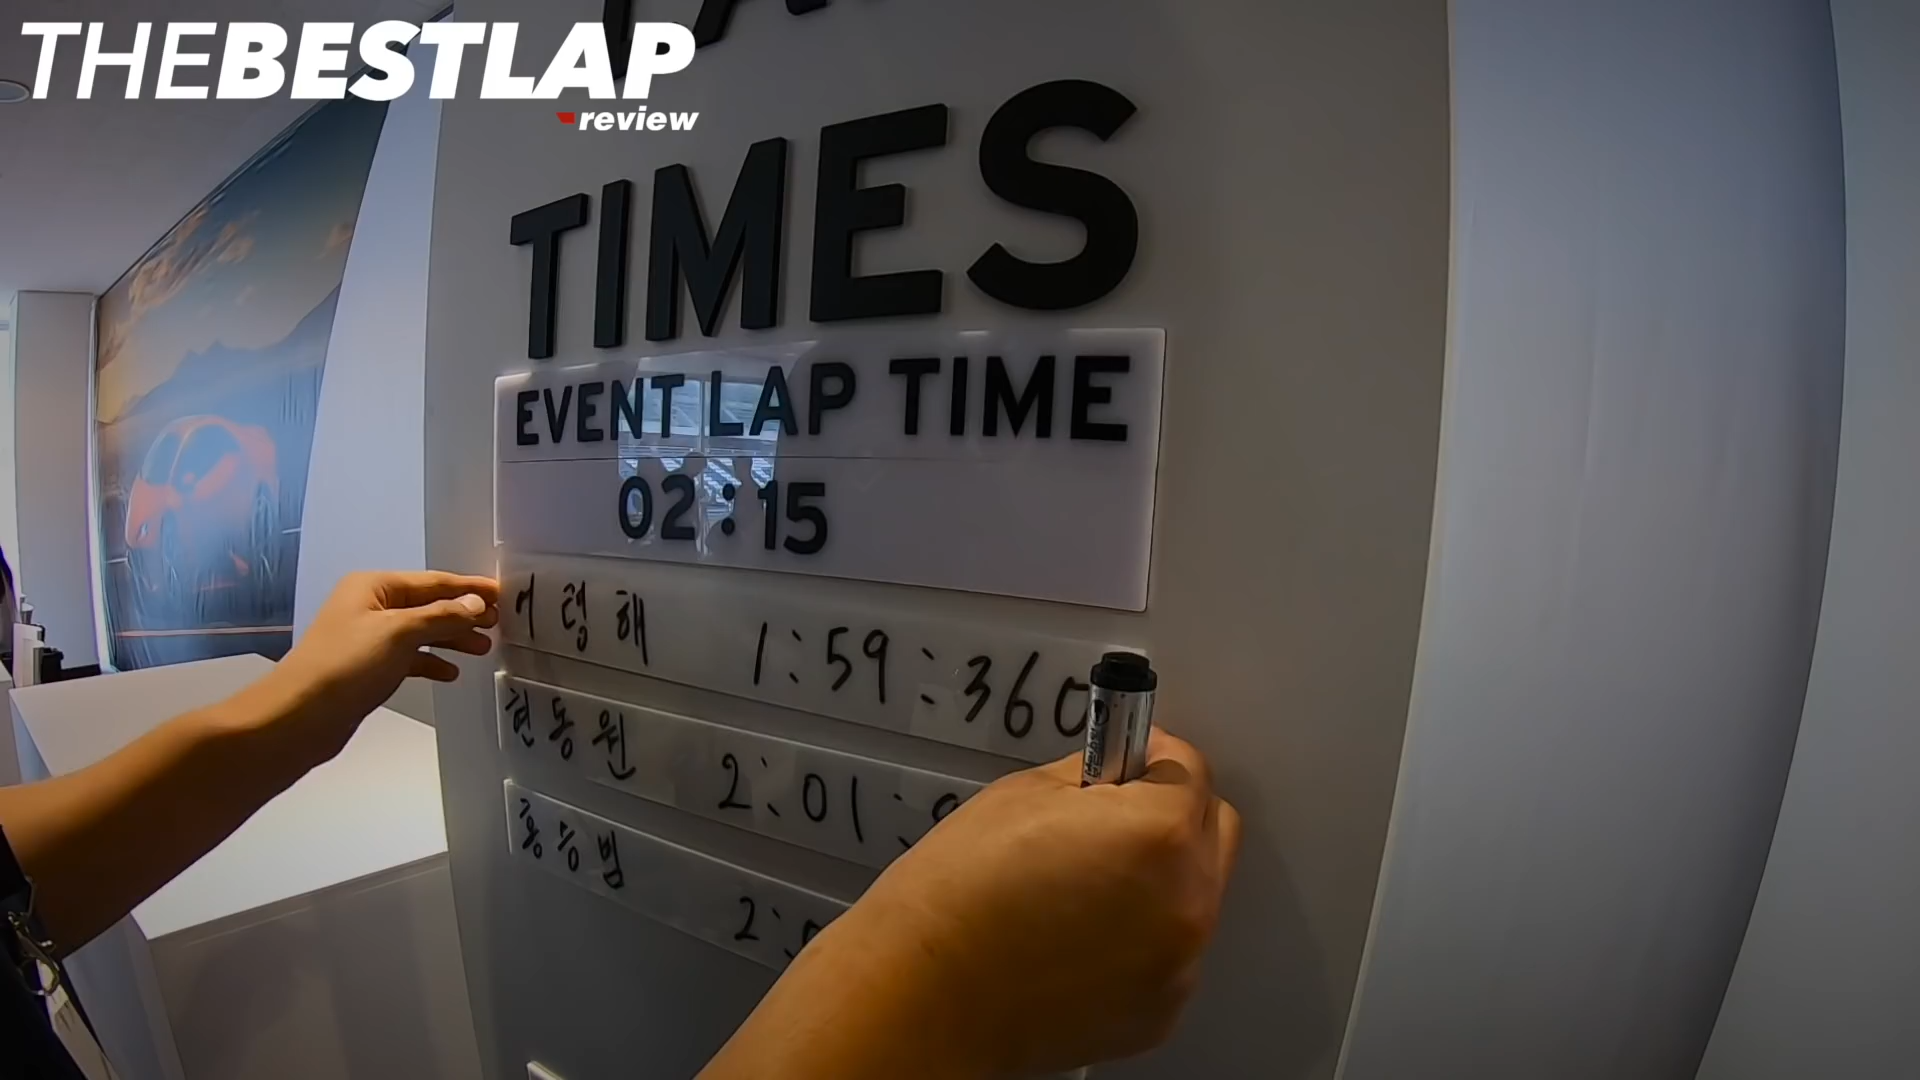 THEBESTLAP
review
TIMES
EVENT LAP TIME
02:15
어령해 1:59:360
현동원 2:01:
2: